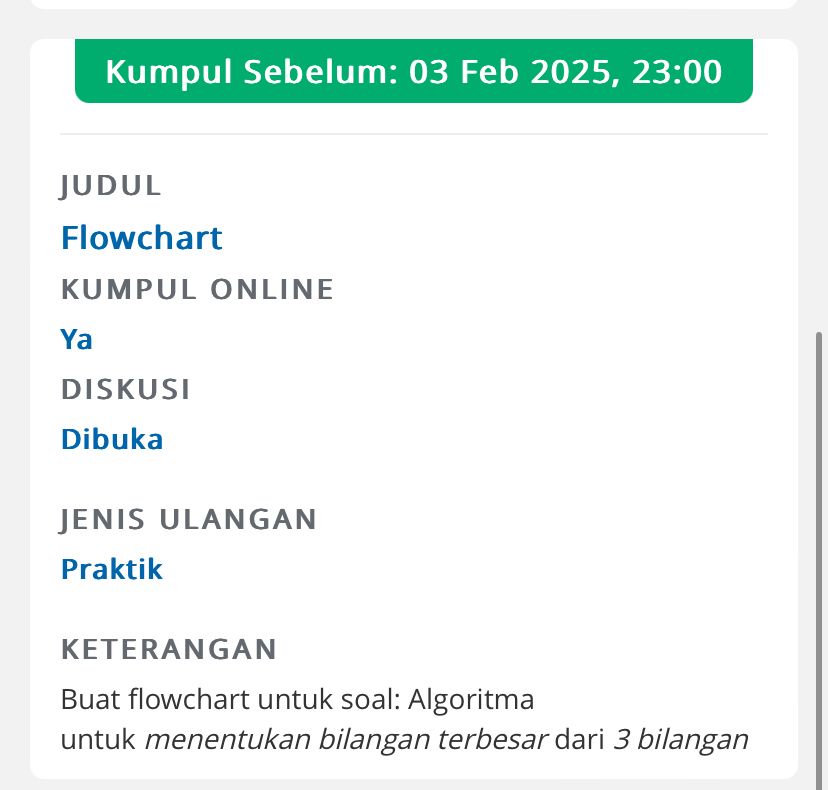 Kumpul Sebelum: 03 Feb 2025, 23:00
JUDUL
Flowchart
KUMPUL ONLINE
Ya
DISKUSI
Dibuka
JENIS ULANGAN
Praktik
KETERANGAN
Buat flowchart untuk soal: Algoritma
untuk menentukan bilangan terbesar dari 3 bilangan